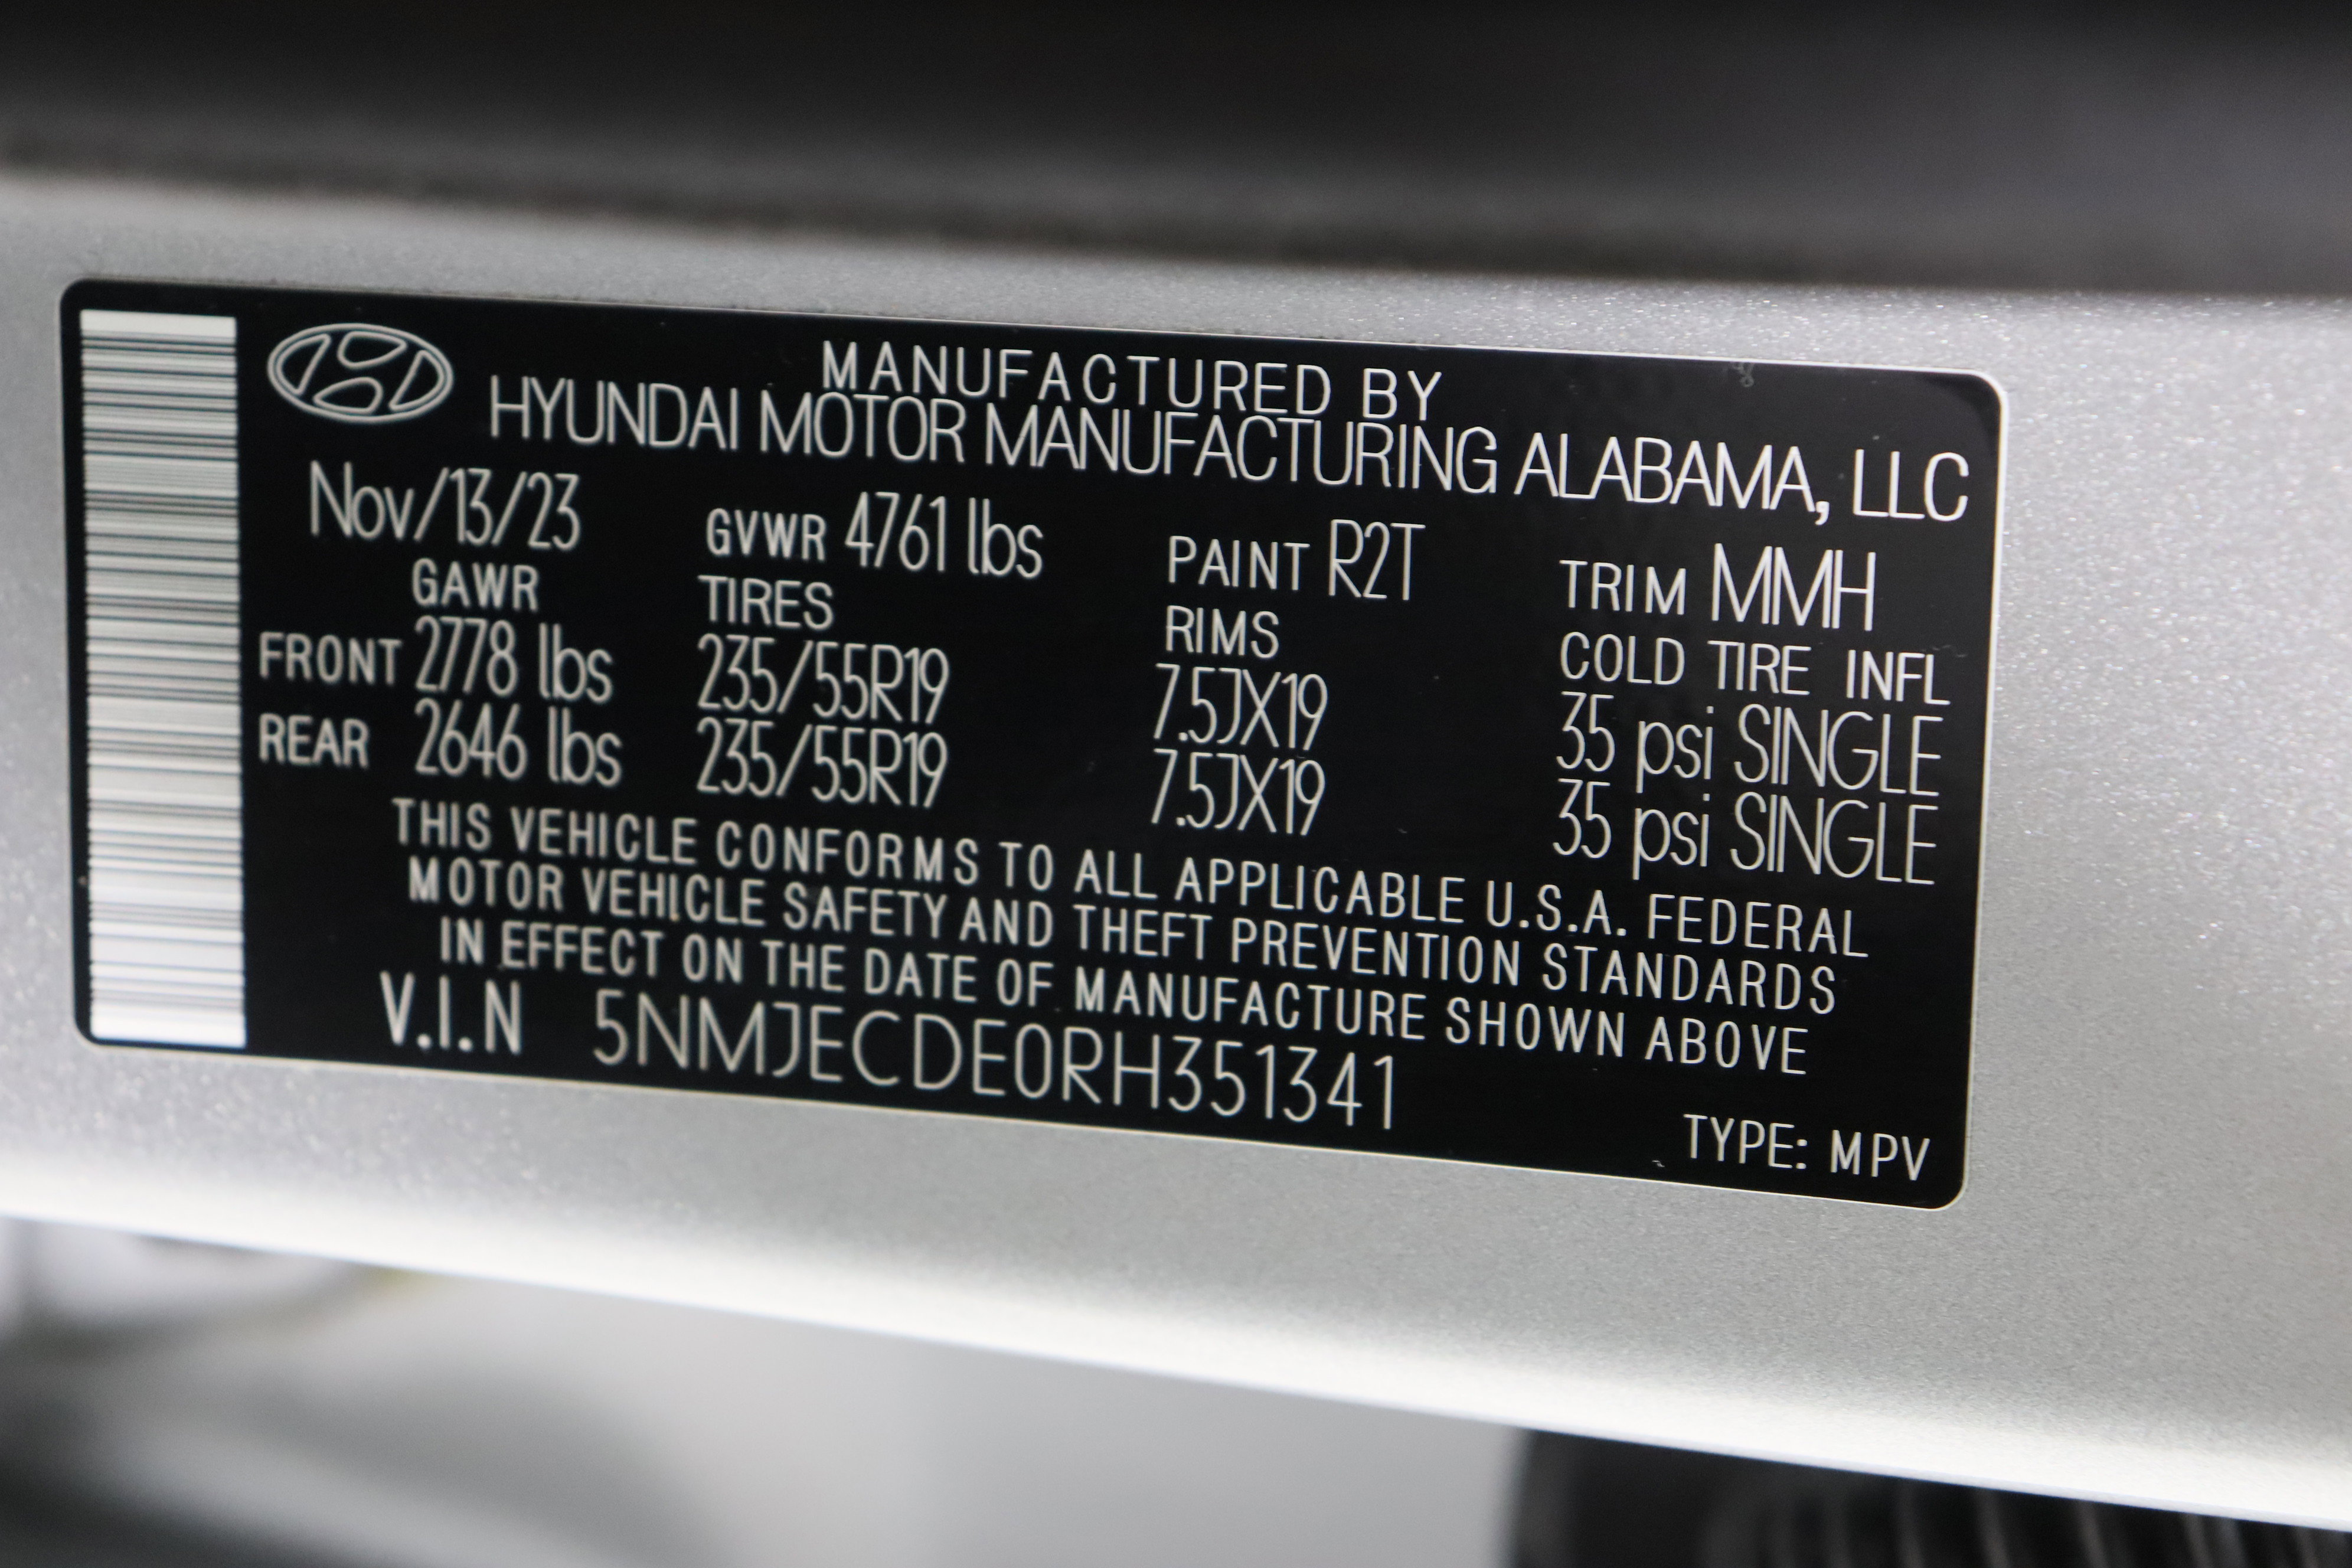 MANUFACTURED BY
HYUNDAI MOTOR MANUFACTURING ALABAMA, LLC
Nov/13/23 GVWR 4761 lbs PAINT R2T TRIM MMH
GAWR TIRES RIMS COLD TIRE INFL
FRONT 2778 lbs 235/55R19 7.5JX19 35 psi SINGLE
REAR 2646 lbs 235/55R19 7.5JX19 35 psi SINGLE
THIS VEHICLE CONFORMS TO ALL APPLICABLE U.S.A. FEDERAL
MOTOR VEHICLE SAFETY AND THEFT PREVENTION STANDARDS
IN EFFECT ON THE DATE OF MANUFACTURE SHOWN ABOVE
V.I.N 5NMJECDE0RH351341
TYPE: MPV